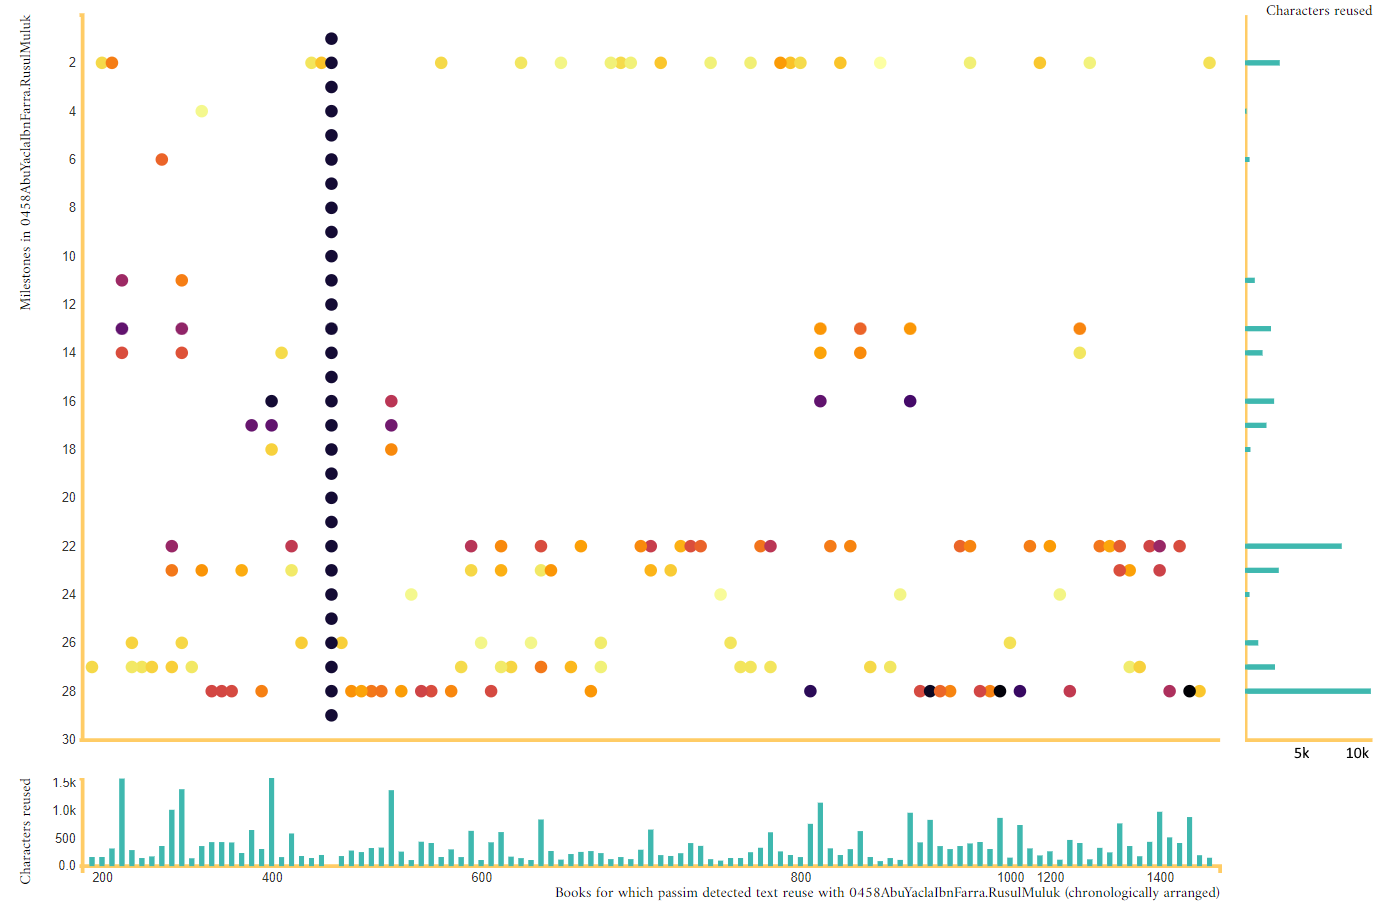 Characters reused
Milestones in 0458AbuYaclaIbnFarra.RusulMuluk
2
4
6
8
10
12
14
16
18
20
22
24
26
28
30
5k 10k
Characters reused
1.5k
1.0k
500
0.0
200 400 600 800 1000 1200 1400
Books for which passim detected text reuse with 0458AbuYaclaIbnFarra.RusulMuluk (chronologically arranged)